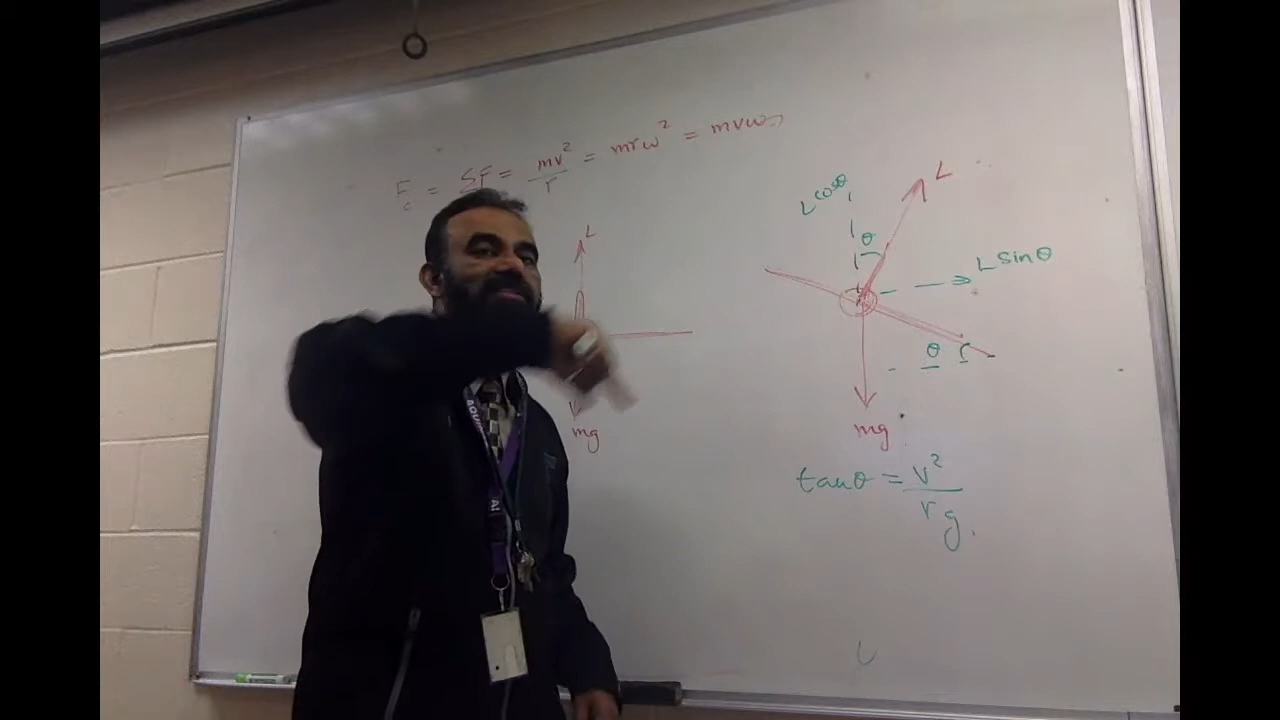 F_c = ΣF = mv²/r = mrω² = mvω
L
mg
L cosθ
L
θ
L sinθ
θ
mg
tanθ = v²/rg